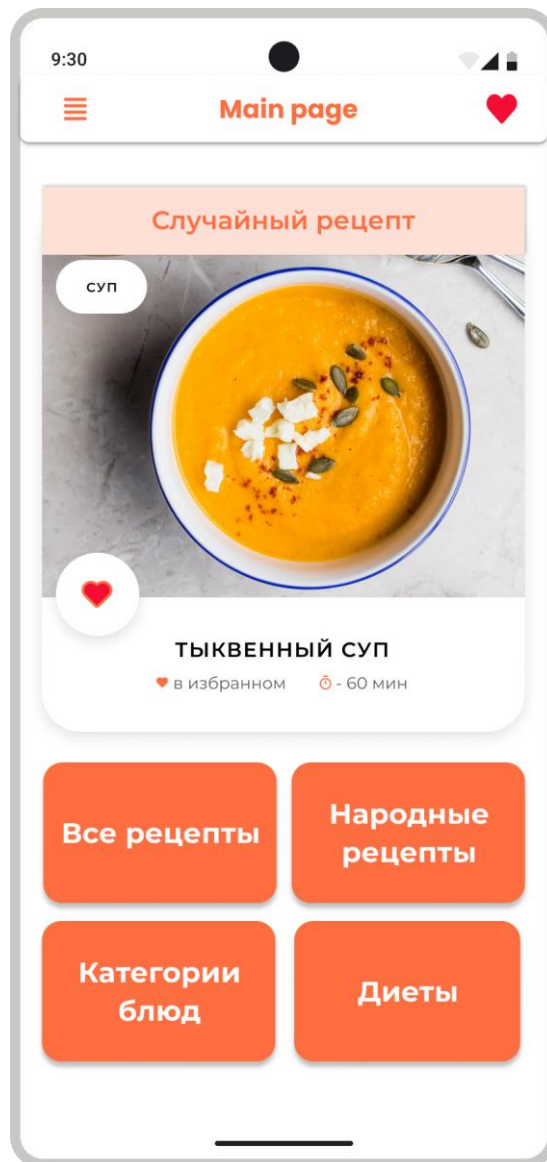 9:30
Main page
Случайный рецепт
СУП
ТЫКВЕННЫЙ СУП
в избранном - 60 мин
Все рецепты
Народные
рецепты
Категории
блюд
Диеты